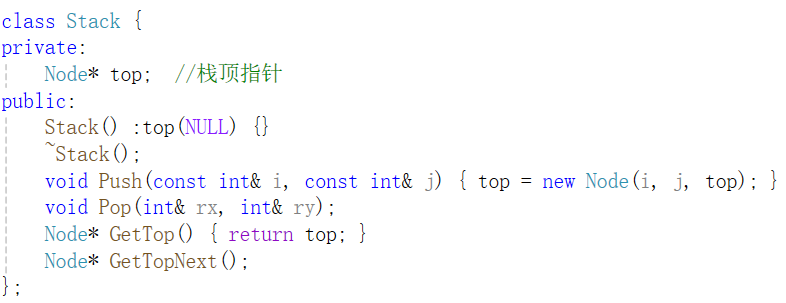 class Stack {
private:
    Node* top;  //栈顶指针
public:
    Stack() :top(NULL) {}
    ~Stack();
    void Push(const int& i, const int& j) { top = new Node(i, j, top); }
    void Pop(int& rx, int& ry);
    Node* GetTop() { return top; }
    Node* GetTopNext();
};